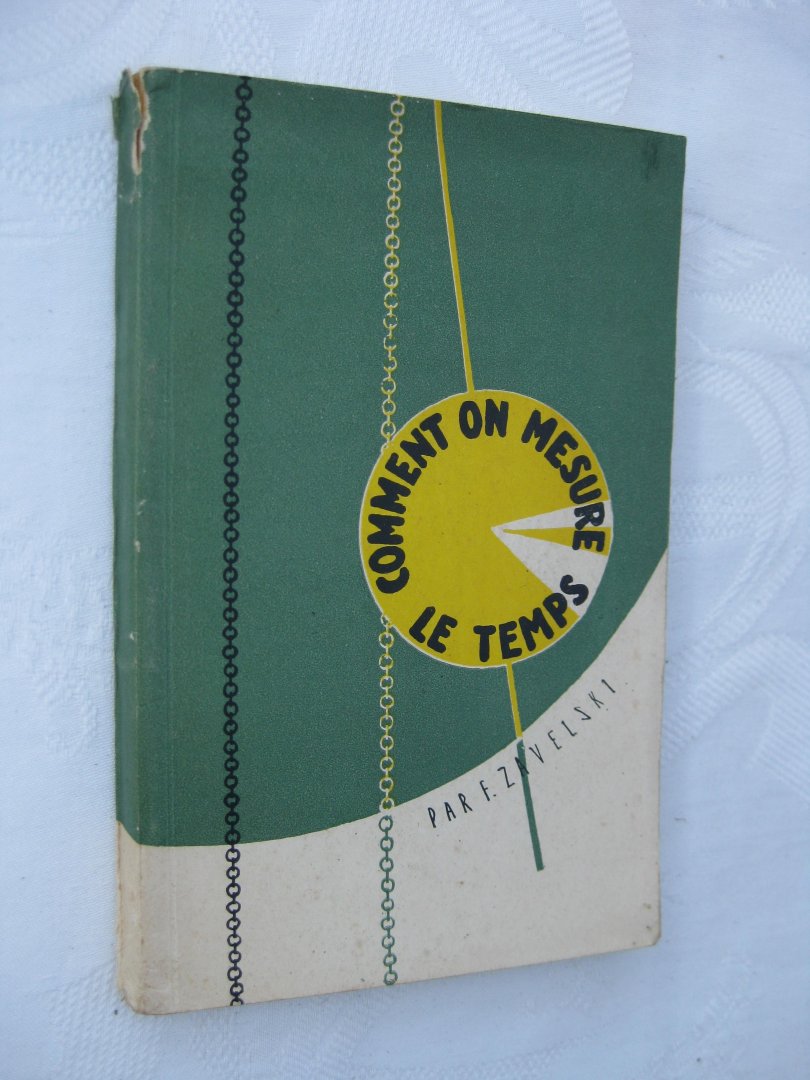 COMMENT ON MESURE
LE TEMPS
PAR F. ZAVELSKI.